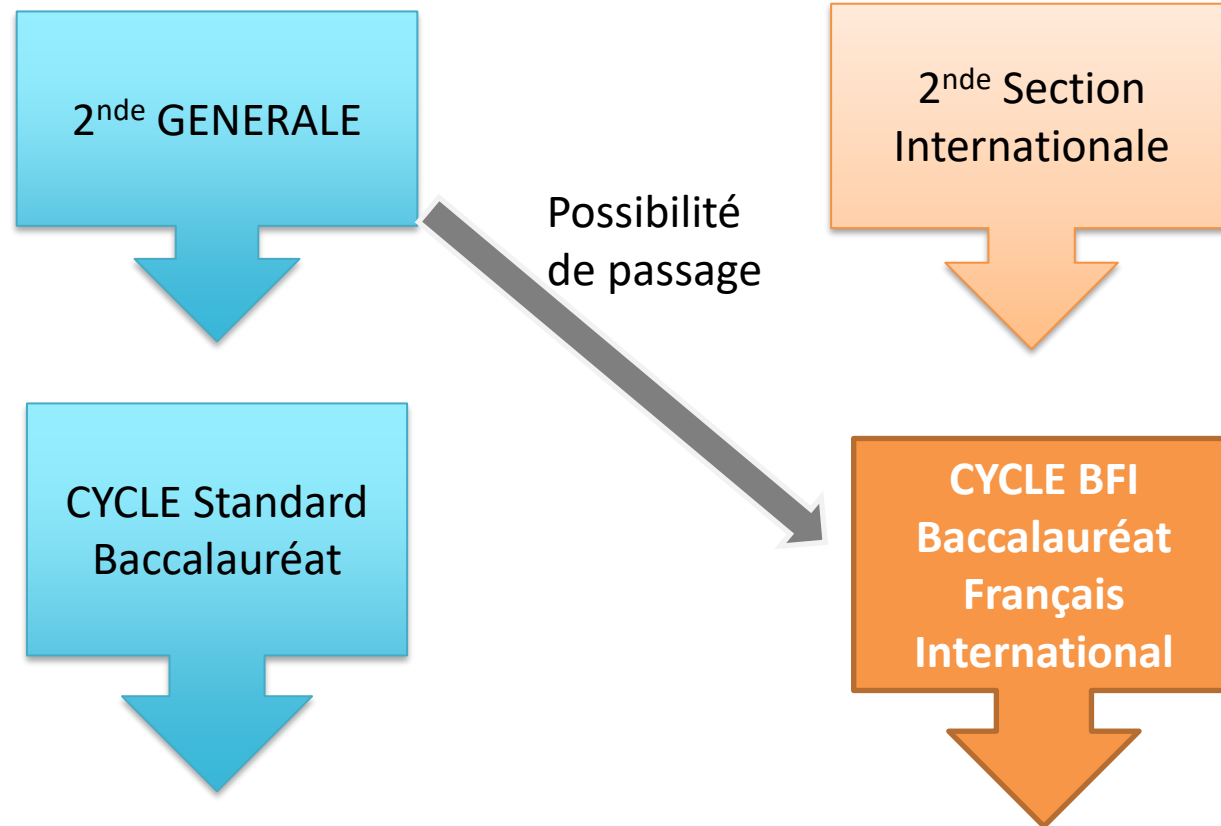 2nde GENERALE
2nde Section
Internationale
Possibilité
de passage
CYCLE Standard
Baccalauréat
CYCLE BFI
Baccalauréat
Français
International